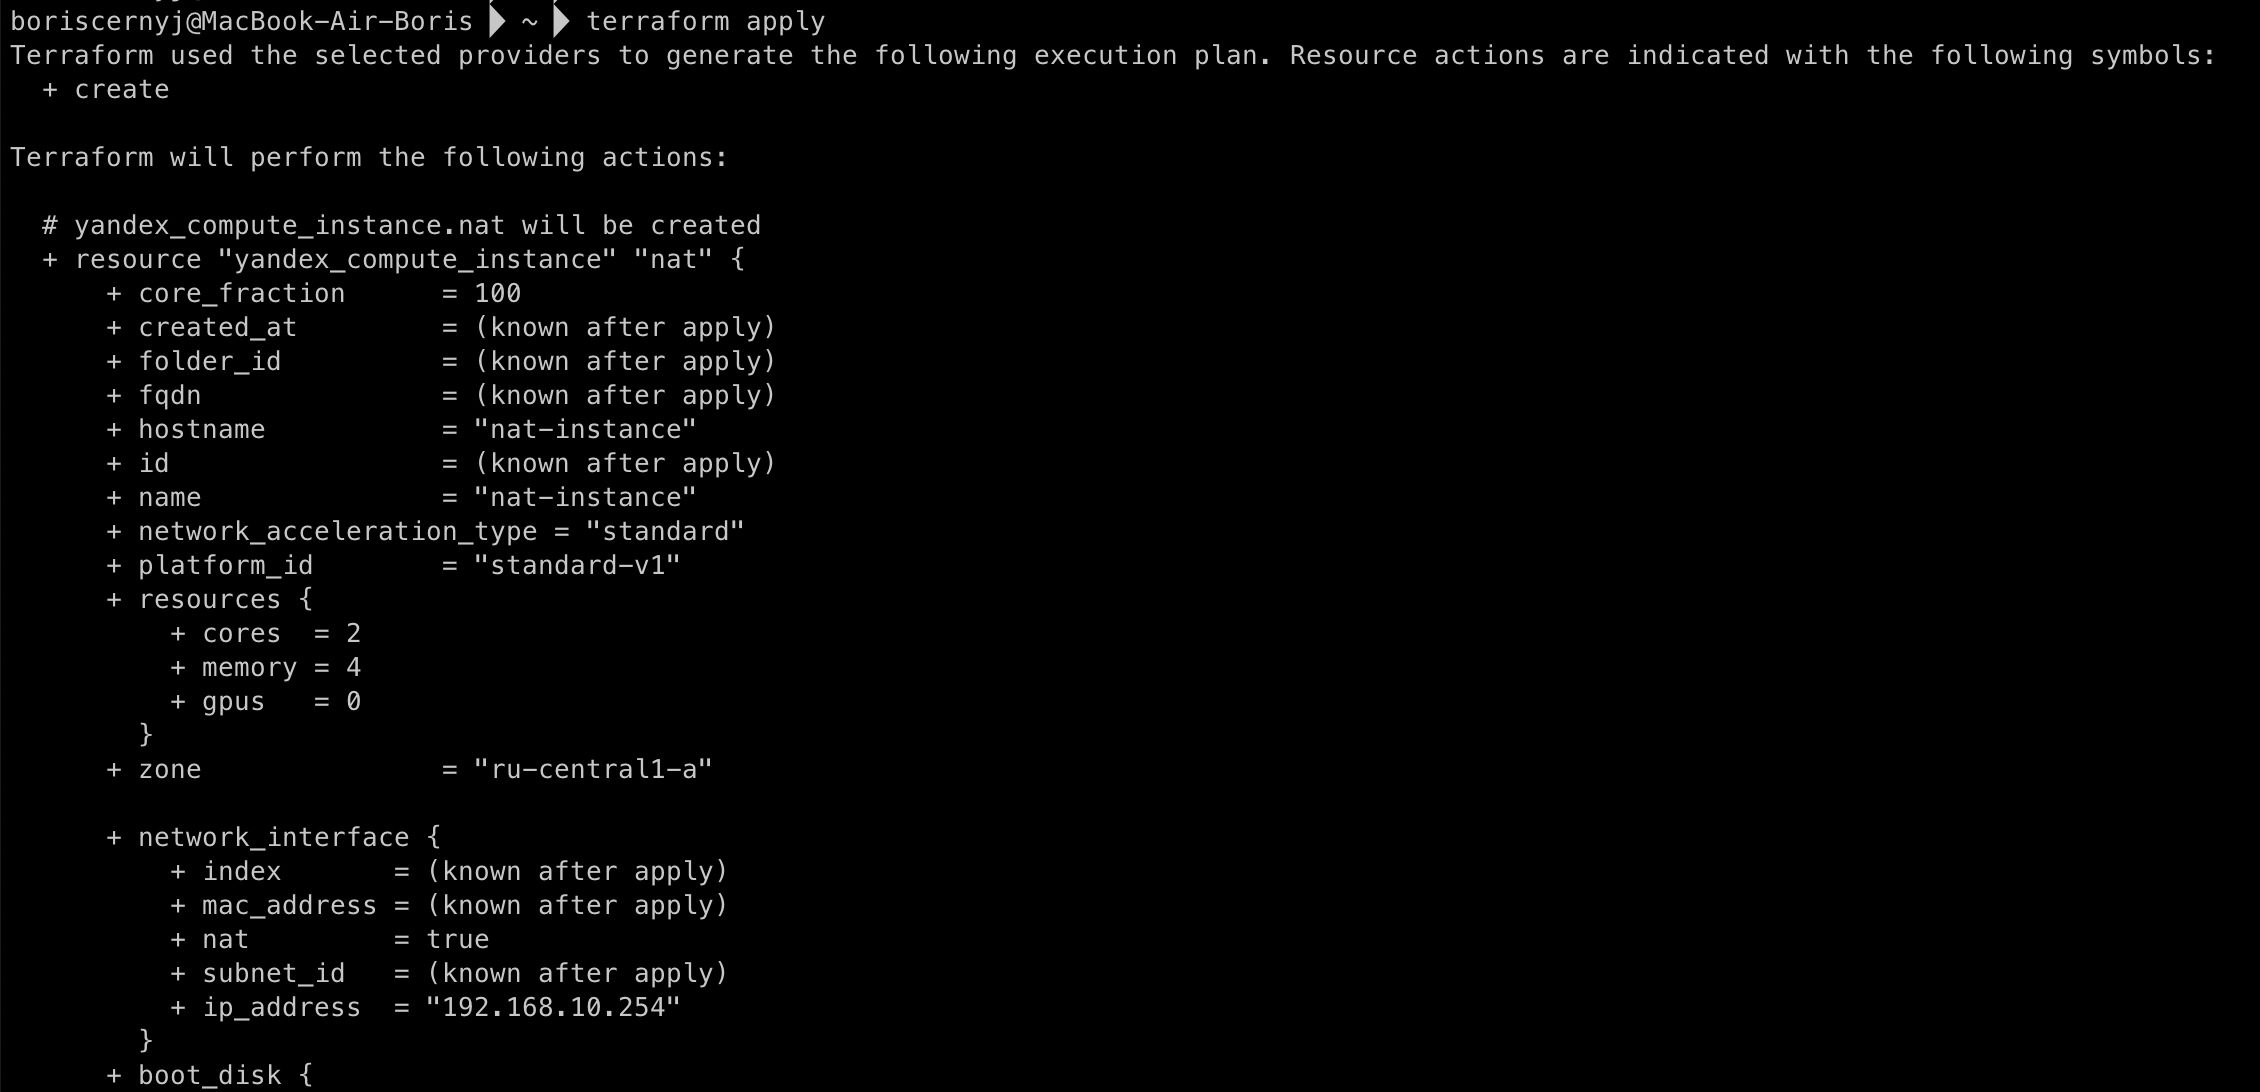 boriscernyj@MacBook-Air-Boris ~ terraform apply
Terraform used the selected providers to generate the following execution plan. Resource actions are indicated with the following symbols:
  + create

Terraform will perform the following actions:

  # yandex_compute_instance.nat will be created
  + resource "yandex_compute_instance" "nat" {
      + core_fraction      = 100
      + created_at         = (known after apply)
      + folder_id          = (known after apply)
      + fqdn               = (known after apply)
      + hostname           = "nat-instance"
      + id                 = (known after apply)
      + name               = "nat-instance"
      + network_acceleration_type = "standard"
      + platform_id        = "standard-v1"
      + resources {
          + cores  = 2
          + memory = 4
          + gpus   = 0
        }
      + zone               = "ru-central1-a"

      + network_interface {
          + index       = (known after apply)
          + mac_address = (known after apply)
          + nat         = true
          + subnet_id   = (known after apply)
          + ip_address  = "192.168.10.254"
        }
      + boot_disk {